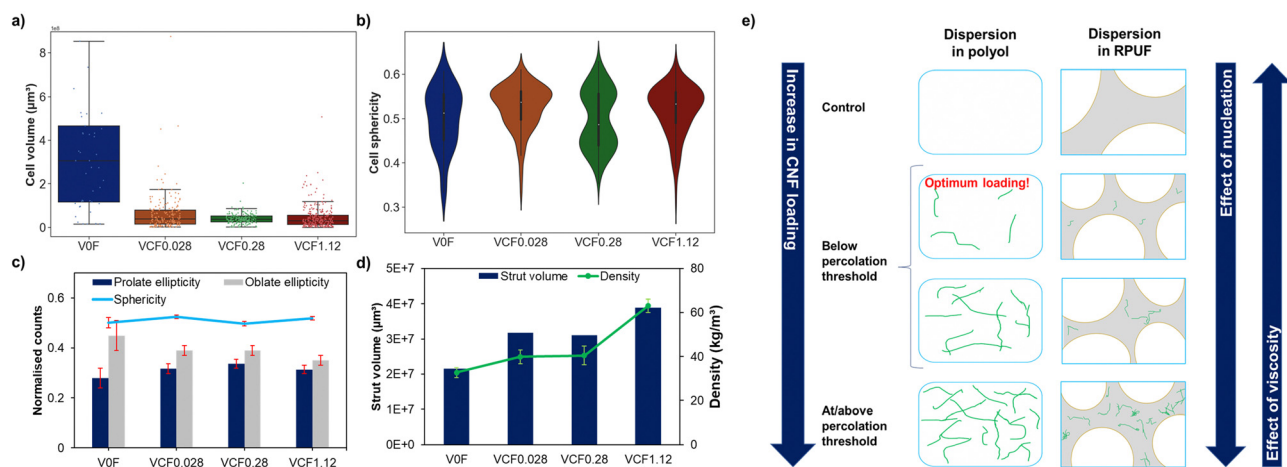 a)
1e8
Cell volume (µm³)
8
6
4
2
0
V0F
VCF0.028
VCF0.28
VCF1.12
b)
Cell sphericity
0.6
0.5
0.4
0.3
V0F
VCF0.028
VCF0.28
VCF1.12
c)
Prolate ellipticity
Oblate ellipticity
Sphericity
Normalised counts
0.6
0.4
0.2
0
V0F
VCF0.028
VCF0.28
VCF1.12
d)
Strut volume
Density
Strut volume (µm³)
5E+7
4E+7
3E+7
2E+7
1E+7
0E+7
Density (kg/m³)
80
60
40
20
0
V0F
VCF0.028
VCF0.28
VCF1.12
e)
Dispersion
in polyol
Dispersion
in RPUF
Increase in CNF loading
Control
Optimum loading!
Below
percolation
threshold
At/above
percolation
threshold
Effect of nucleation
Effect of viscosity